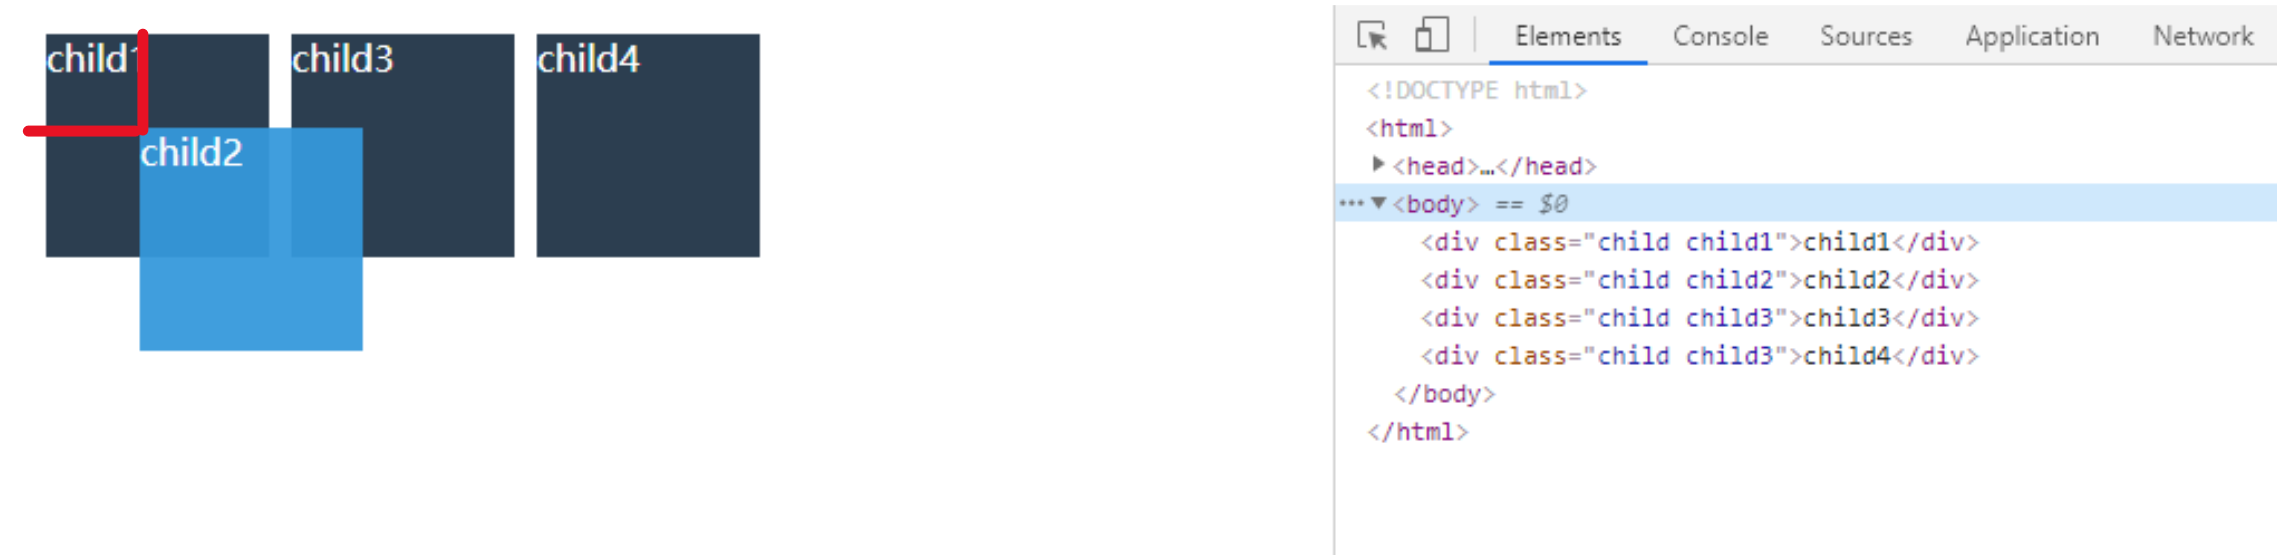 child1 child3 child4
child2
Elements Console Sources Application Network
<!DOCTYPE html>
<html>
<head>…</head>
<body> == $0
<div class="child child1">child1</div>
<div class="child child2">child2</div>
<div class="child child3">child3</div>
<div class="child child3">child4</div>
</body>
</html>